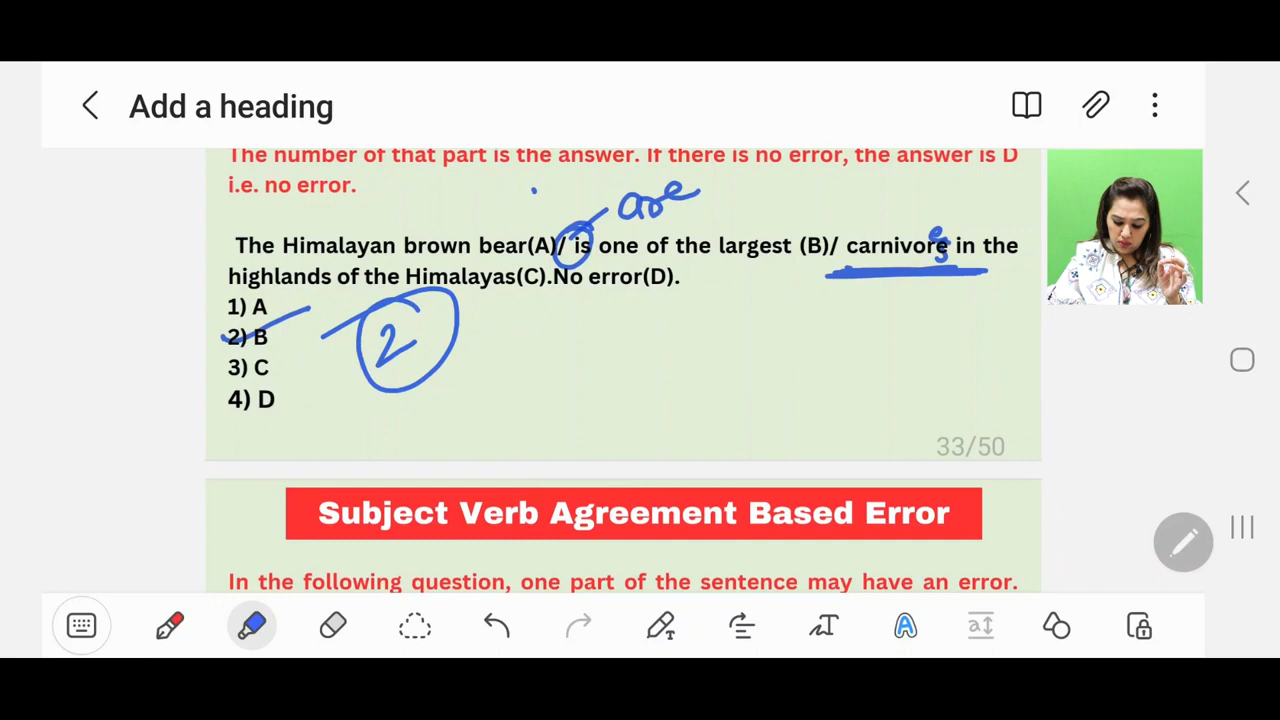 Add a heading
The number of that part is the answer. If there is no error, the answer is D
i.e. no error.
are
The Himalayan brown bear(A)/ is one of the largest (B)/ carnivore in the
highlands of the Himalayas(C).No error(D).
1) A
2) B
2
3) C
4) D
33/50
Subject Verb Agreement Based Error
In the following question, one part of the sentence may have an error.